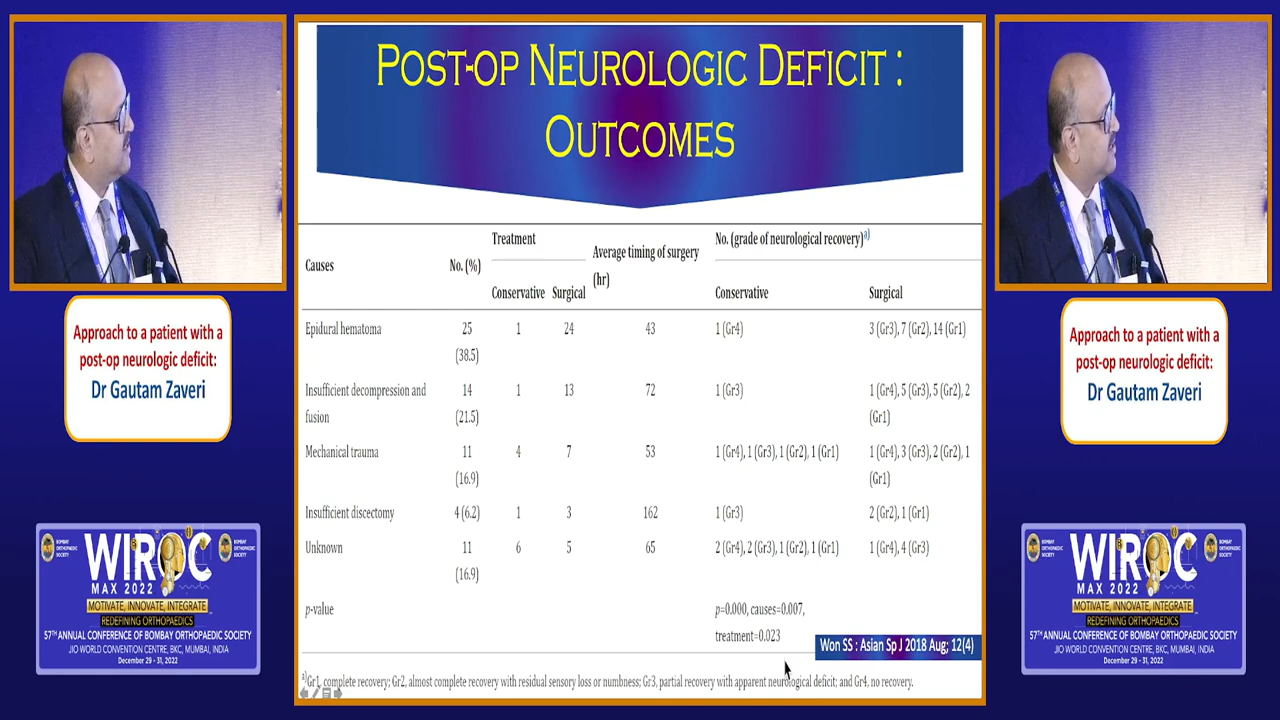 POST-OP NEUROLOGIC DEFICIT :
OUTCOMES
Causes
No. (%)
Treatment
Conservative
Surgical
Average timing of surgery
(hr)
No. (grade of neurological recovery)a)
Conservative
Surgical
Epidural hematoma 25 1 24 43 1 (Gr4) 3 (Gr3), 7 (Gr2), 14 (Gr1)
(38.5)
Insufficient decompression and 14 1 13 72 1 (Gr3) 1 (Gr4), 5 (Gr3), 5 (Gr2), 2
fusion (21.5) (Gr1)
Mechanical trauma 11 4 7 53 1 (Gr4), 1 (Gr3), 1 (Gr2), 1 (Gr1) 1 (Gr4), 3 (Gr3), 2 (Gr2), 1
(16.9) (Gr1)
Insufficient discectomy 4 (6.2) 1 3 162 1 (Gr3) 2 (Gr2), 1 (Gr1)
Unknown 11 6 5 65 2 (Gr4), 2 (Gr3), 1 (Gr2), 1 (Gr1) 1 (Gr4), 4 (Gr3)
(16.9)
p-value p=0.000, causes=0.007,
treatment=0.023
Won SS : Asian Sp J 2018 Aug; 12(4)
a)Gr1, complete recovery; Gr2, almost complete recovery with residual sensory loss or numbness; Gr3, partial recovery with apparent neurological deficit; and Gr4, no recovery.
Approach to a patient with a
post-op neurologic deficit:
Dr Gautam Zaveri
BOMBAY
ORTHOPAEDIC
SOCIETY
WIROC
MAX 2022
MOTIVATE, INNOVATE, INTEGRATE
REDEFINING ORTHOPAEDICS
57TH ANNUAL CONFERENCE OF BOMBAY ORTHOPAEDIC SOCIETY
JIO WORLD CONVENTION CENTRE, BKC, MUMBAI, INDIA
December 29 - 31, 2022
BOMBAY
ORTHOPAEDIC
SOCIETY
Approach to a patient with a
post-op neurologic deficit:
Dr Gautam Zaveri
BOMBAY
ORTHOPAEDIC
SOCIETY
WIROC
MAX 2022
MOTIVATE, INNOVATE, INTEGRATE
REDEFINING ORTHOPAEDICS
57TH ANNUAL CONFERENCE OF BOMBAY ORTHOPAEDIC SOCIETY
JIO WORLD CONVENTION CENTRE, BKC, MUMBAI, INDIA
December 29 - 31, 2022
BOMBAY
ORTHOPAEDIC
SOCIETY